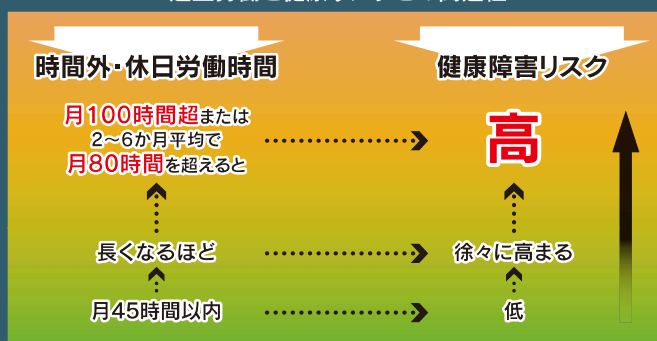 時間外・休日労働時間
健康障害リスク
月100時間超または
2～6か月平均で
月80時間を超えると
高
長くなるほど
徐々に高まる
月45時間以内
低